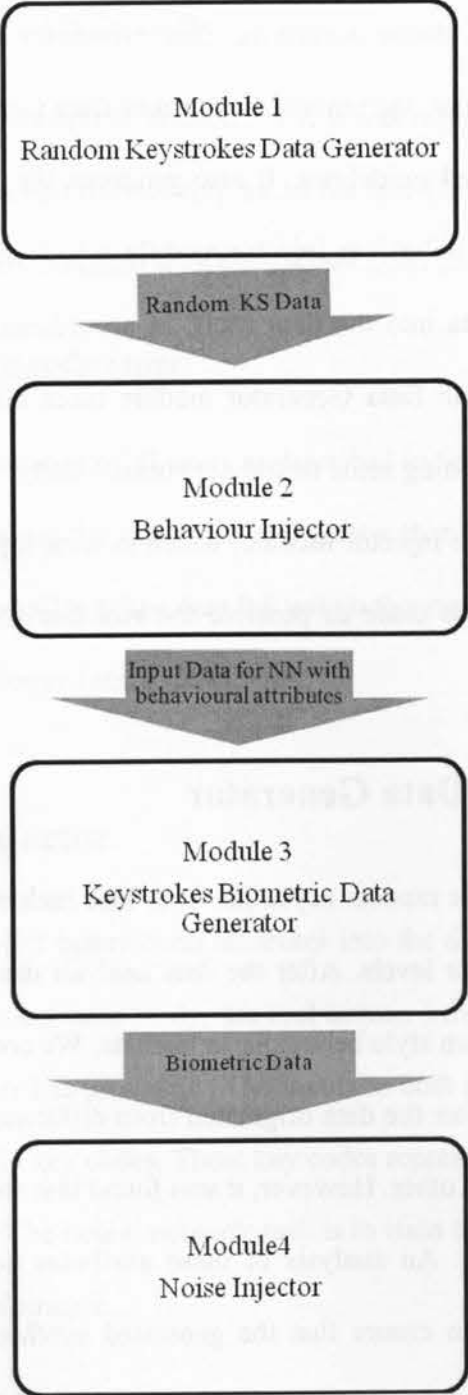 Module 1
Random Keystrokes Data Generator
Random KS Data
Module 2
Behaviour Injector
Input Data for NN with
behavioural attributes
Module 3
Keystrokes Biometric Data
Generator
Biometric Data
Module4
Noise Injector